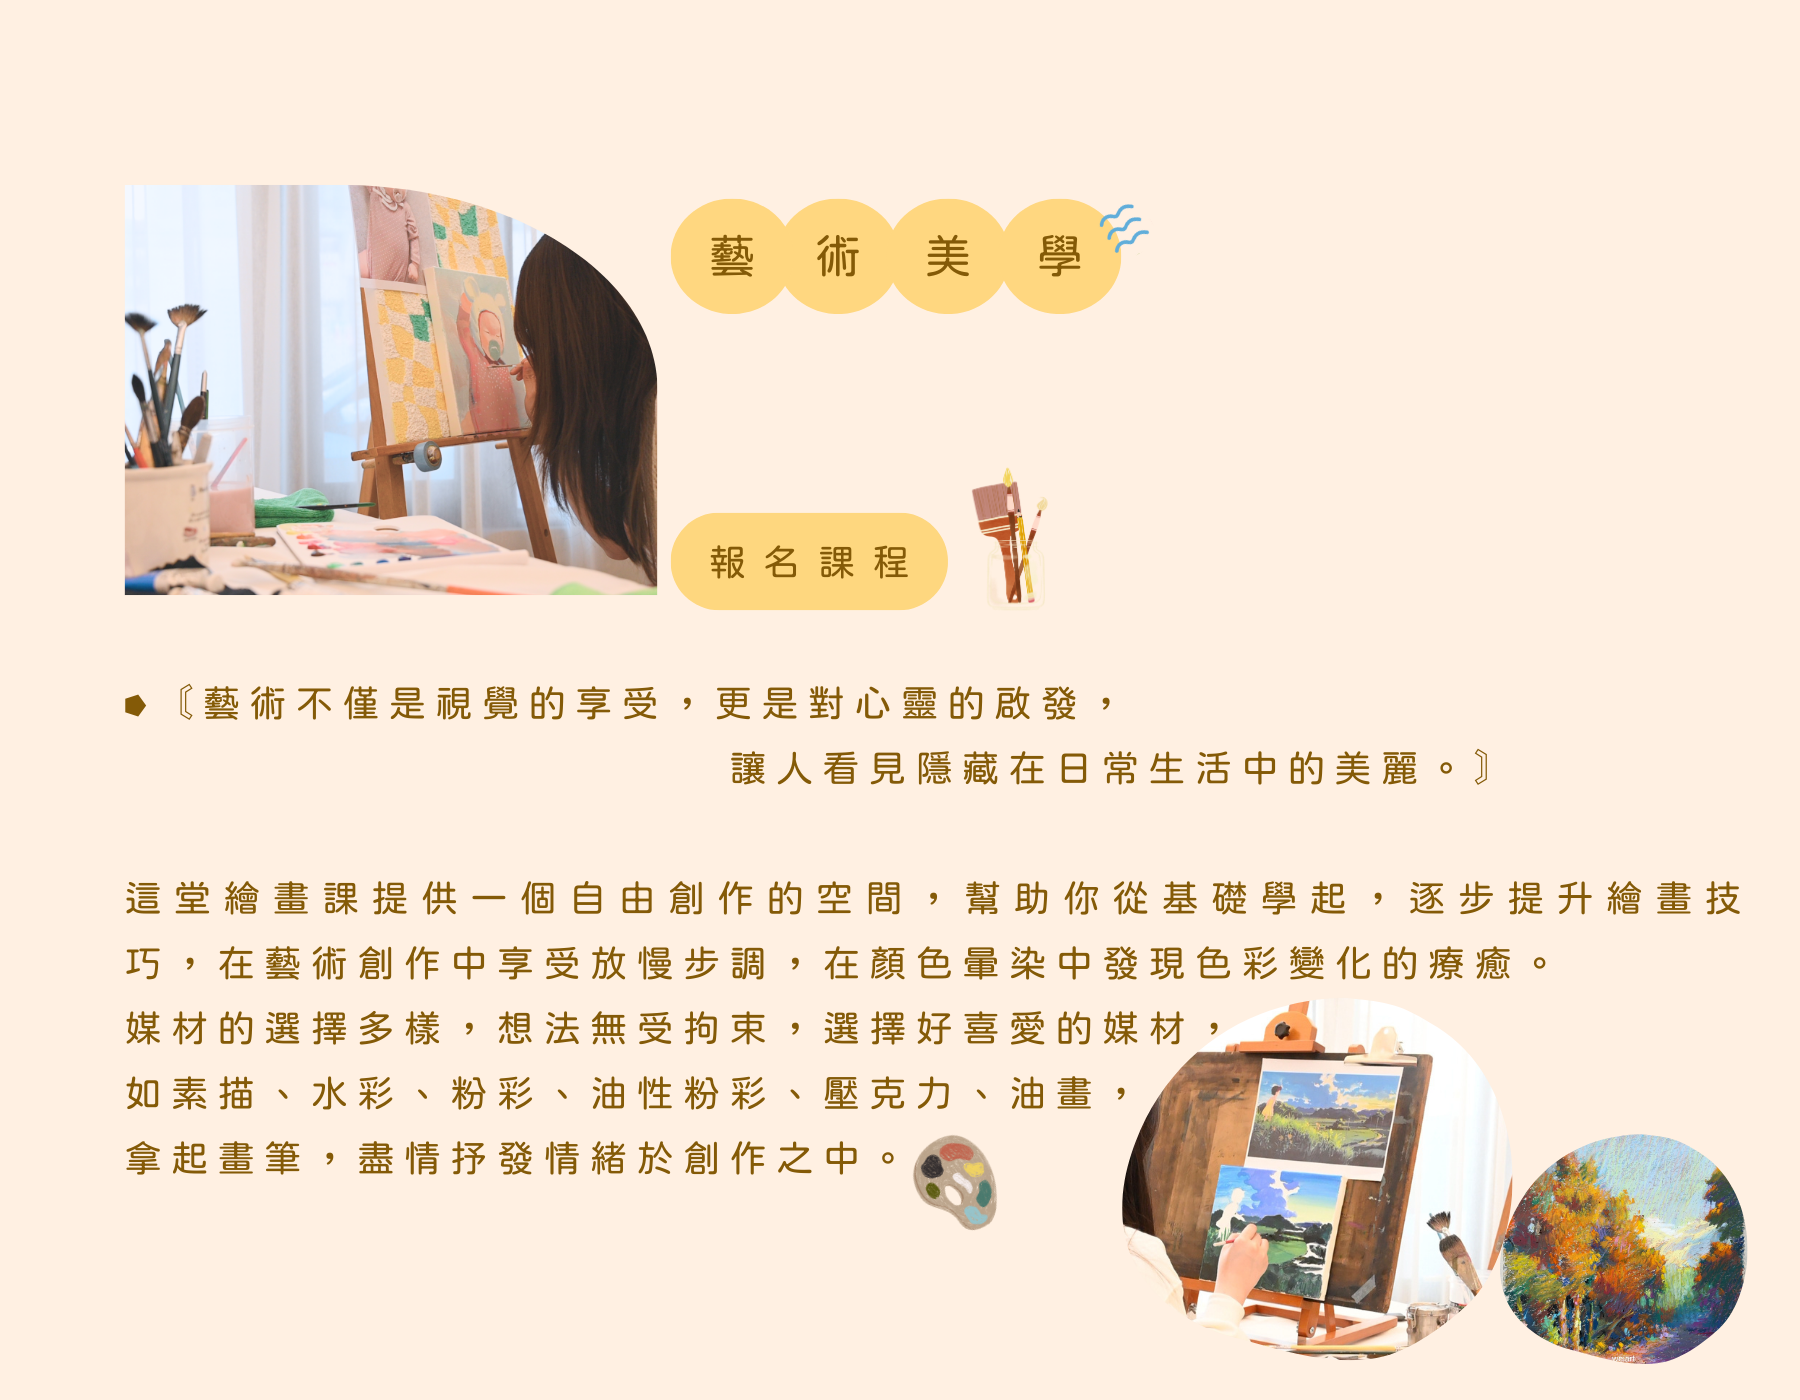 藝術美學
報名課程
〖藝術不僅是視覺的享受，更是對心靈的啟發，
讓人看見隱藏在日常生活中的美麗。〗
這堂繪畫課提供一個自由創作的空間，幫助你從基礎學起，逐步提升繪畫技
巧，在藝術創作中享受放慢步調，在顏色暈染中發現色彩變化的療癒。
媒材的選擇多樣，想法無受拘束，選擇好喜愛的媒材，
如素描、水彩、粉彩、油性粉彩、壓克力、油畫，
拿起畫筆，盡情抒發情緒於創作之中。